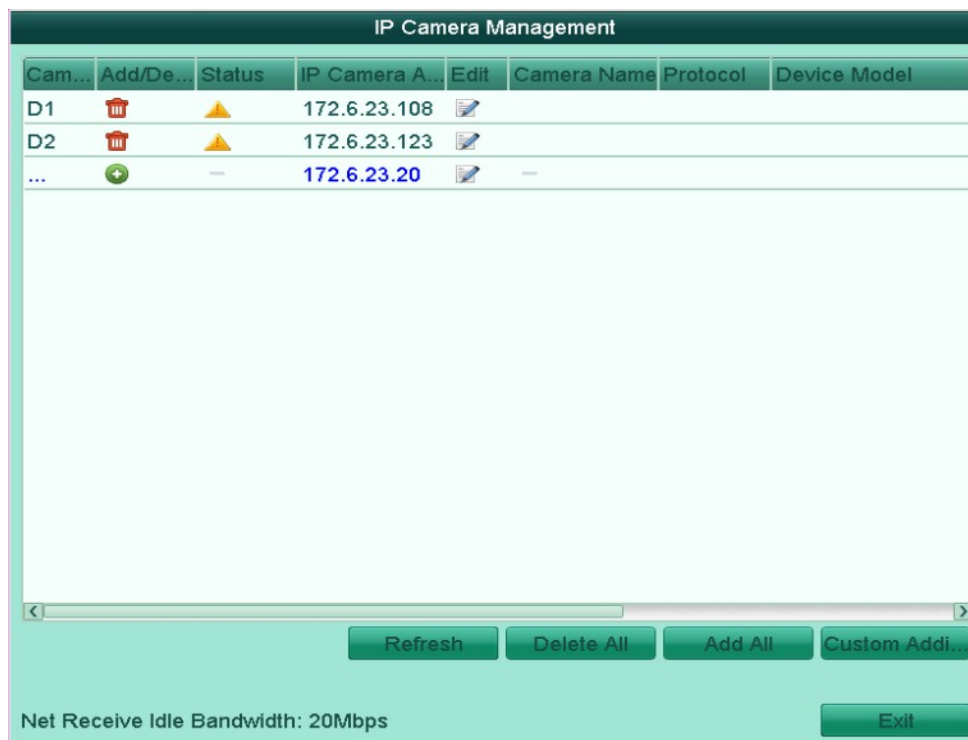 IP Camera Management
Cam... Add/De... Status IP Camera A... Edit Camera Name Protocol Device Model
D1 172.6.23.108
D2 172.6.23.123
... — 172.6.23.20 —
Refresh Delete All Add All Custom Addi...
Net Receive Idle Bandwidth: 20Mbps Exit